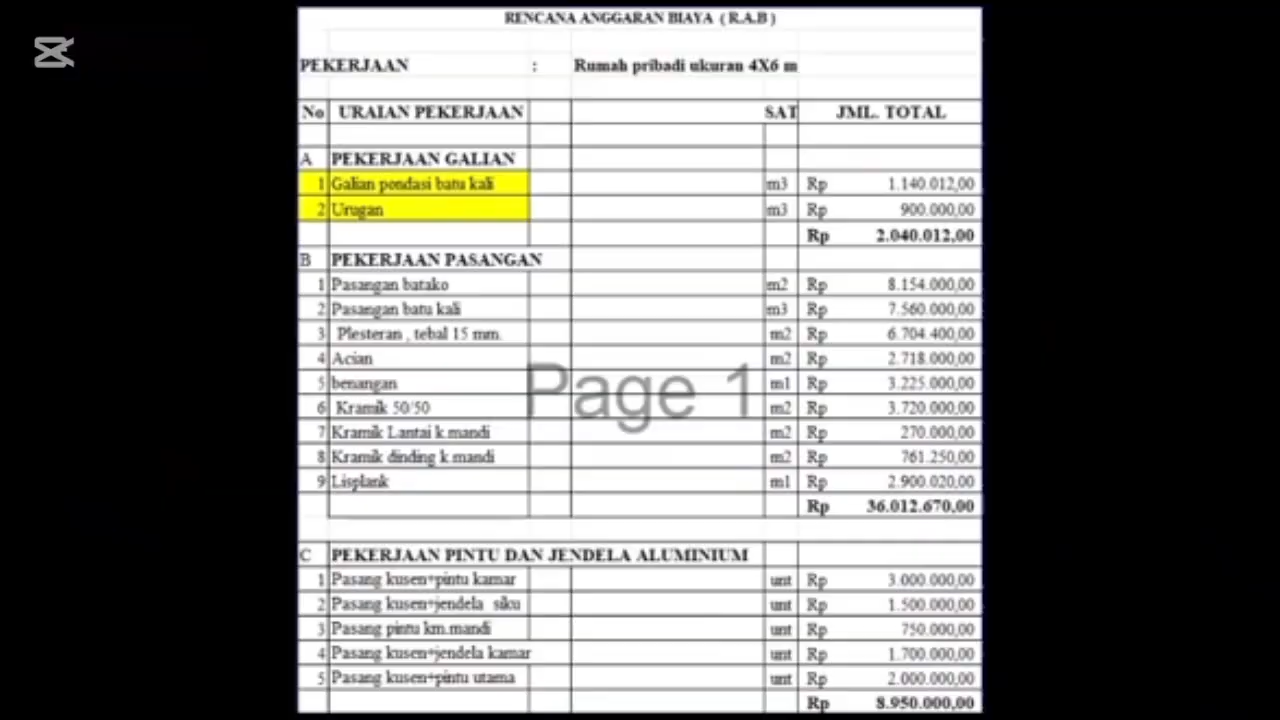 RENCANA ANGGARAN BIAYA ( R.A.B )
PEKERJAAN : Rumah pribadi ukuran 4X6 m
No URAIAN PEKERJAAN SAT JML. TOTAL
A PEKERJAAN GALIAN
1 Galian pondasi batu kali m3 Rp 1.140.012,00
2 Urugan m3 Rp 900.000,00
Rp 2.040.012,00
B PEKERJAAN PASANGAN
1 Pasangan batako m2 Rp 8.154.000,00
2 Pasangan batu kali m3 Rp 7.560.000,00
3 Plesteran , tebal 15 mm. m2 Rp 6.704.400,00
4 Acian m2 Rp 2.718.000,00
5 benangan m1 Rp 3.225.000,00
6 Kramik 50/50 m2 Rp 3.720.000,00
7 Kramik Lantai k.mandi m2 Rp 270.000,00
8 Kramik dinding k.mandi m2 Rp 761.250,00
9 Lisplank m1 Rp 2.900.020,00
Rp 36.012.670,00
Page 1
C PEKERJAAN PINTU DAN JENDELA ALUMINIUM
1 Pasang kusen+pintu kamar unt Rp 3.000.000,00
2 Pasang kusen+jendela siku unt Rp 1.500.000,00
3 Pasang pintu km.mandi unt Rp 750.000,00
4 Pasang kusen+jendela kamar unt Rp 1.700.000,00
5 Pasang kusen+pintu utama unt Rp 2.000.000,00
Rp 8.950.000,00